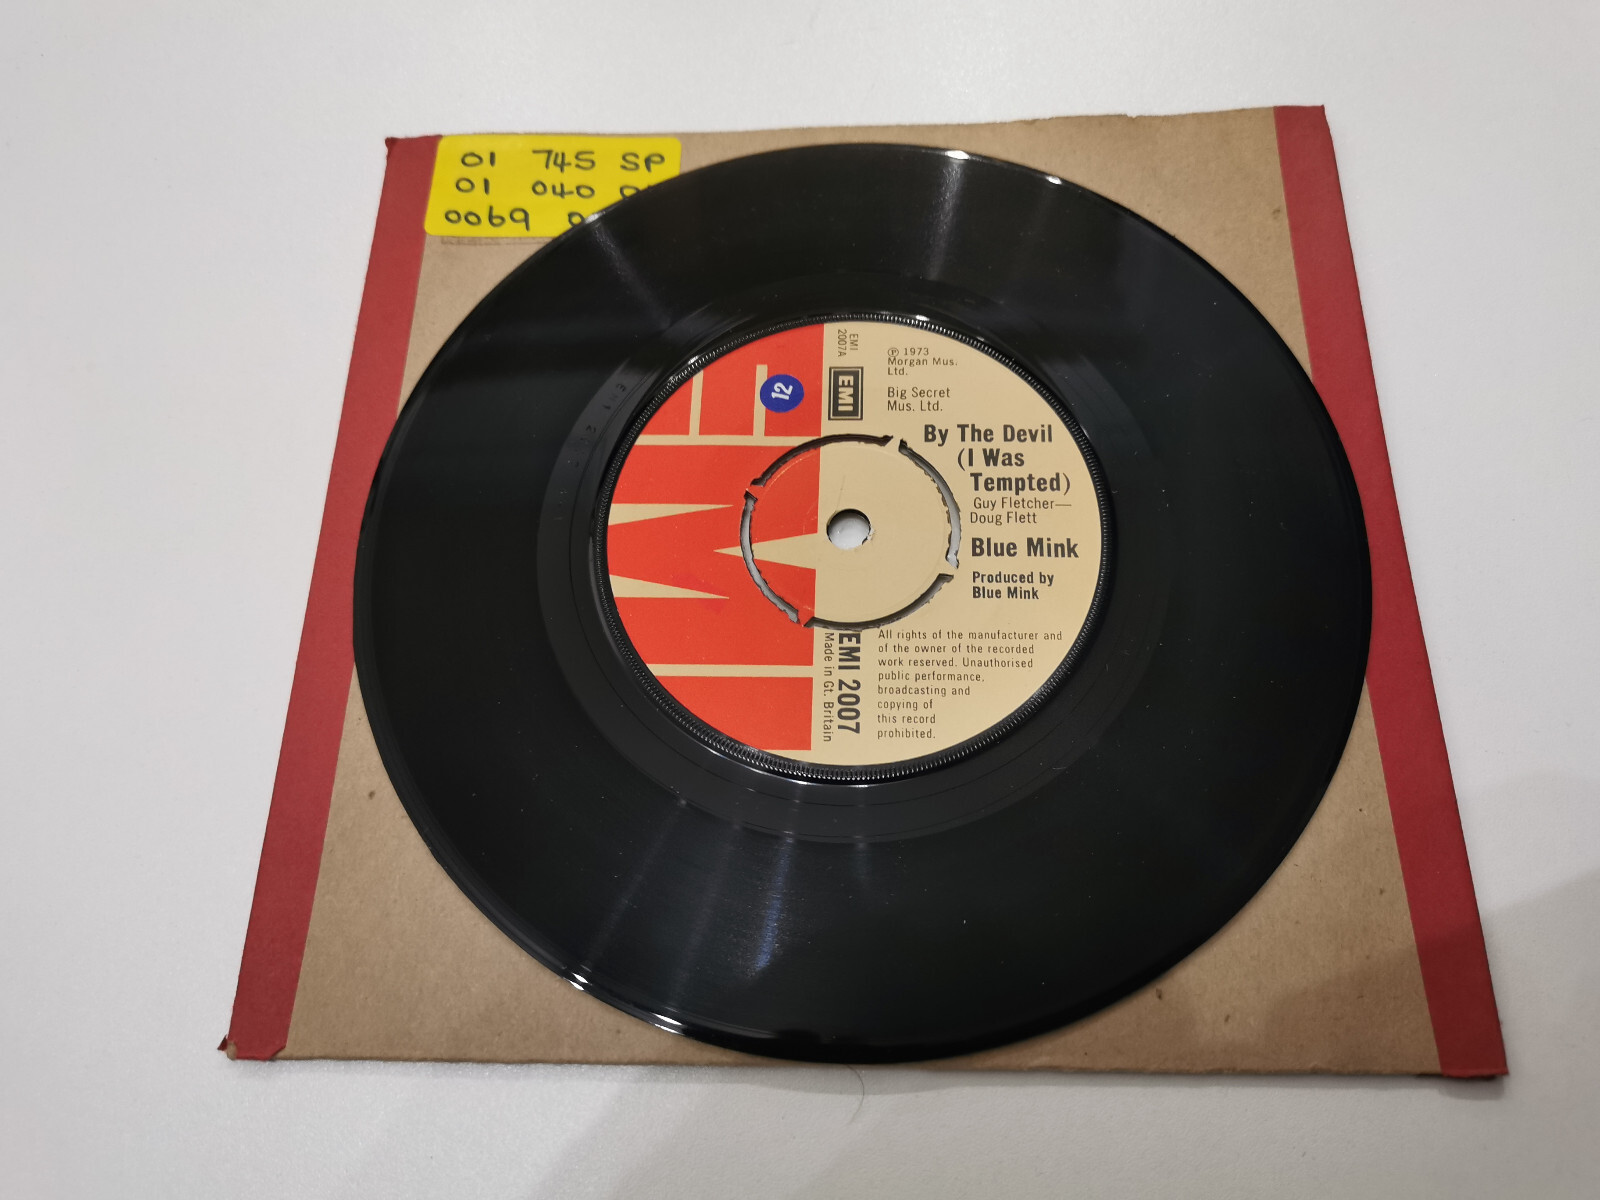 01 745 SP
01 040
0069
EMI
2007A
℗ 1973
Morgan Mus.
Ltd.
EMI
12
Big Secret
Mus. Ltd.
By The Devil
(I Was
Tempted)
Guy Fletcher—
Doug Flett
Blue Mink
Produced by
Blue Mink
EMI 2007
Made in Gt. Britain
All rights of the manufacturer and
of the owner of the recorded
work reserved. Unauthorised
public performance,
broadcasting and
copying of
this record
prohibited.
EMI